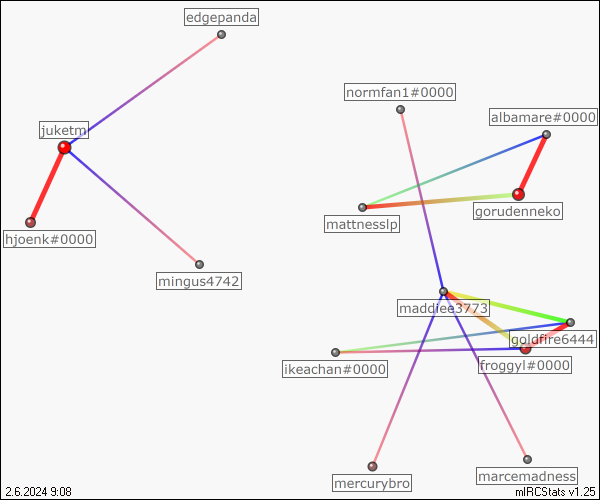 edgepanda
normfan1#0000
albamare#0000
juketm
mattnesslp
gorudenneko
hjoenk#0000
mingus4742
goldfire6444
ikeachan#0000
froggyl#0000
mercurybro
marcemadness
2.6.2024 9:08
mIRCStats v1.25